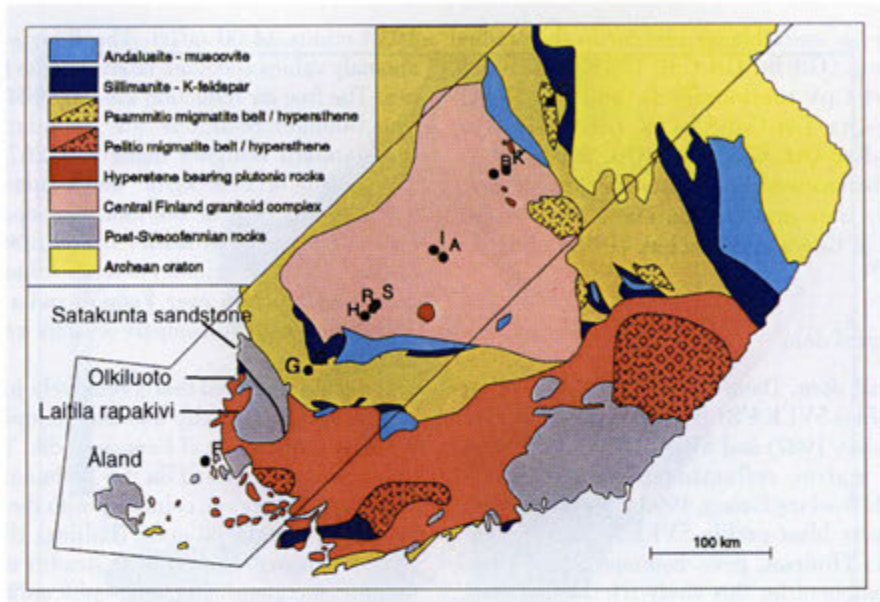 Andalusite - muscovite
Sillimanite - K-feldspar
Psammitic migmatite belt / hypersthene
Pelitic migmatite belt / hypersthene
Hyperstene bearing plutonic rocks
Central Finland granitoid complex
Post-Svecofennian rocks
Archean craton
B K
I A
R S
H
Satakunta sandstone
G
Olkiluoto
Laitila rapakivi
Åland
100 km